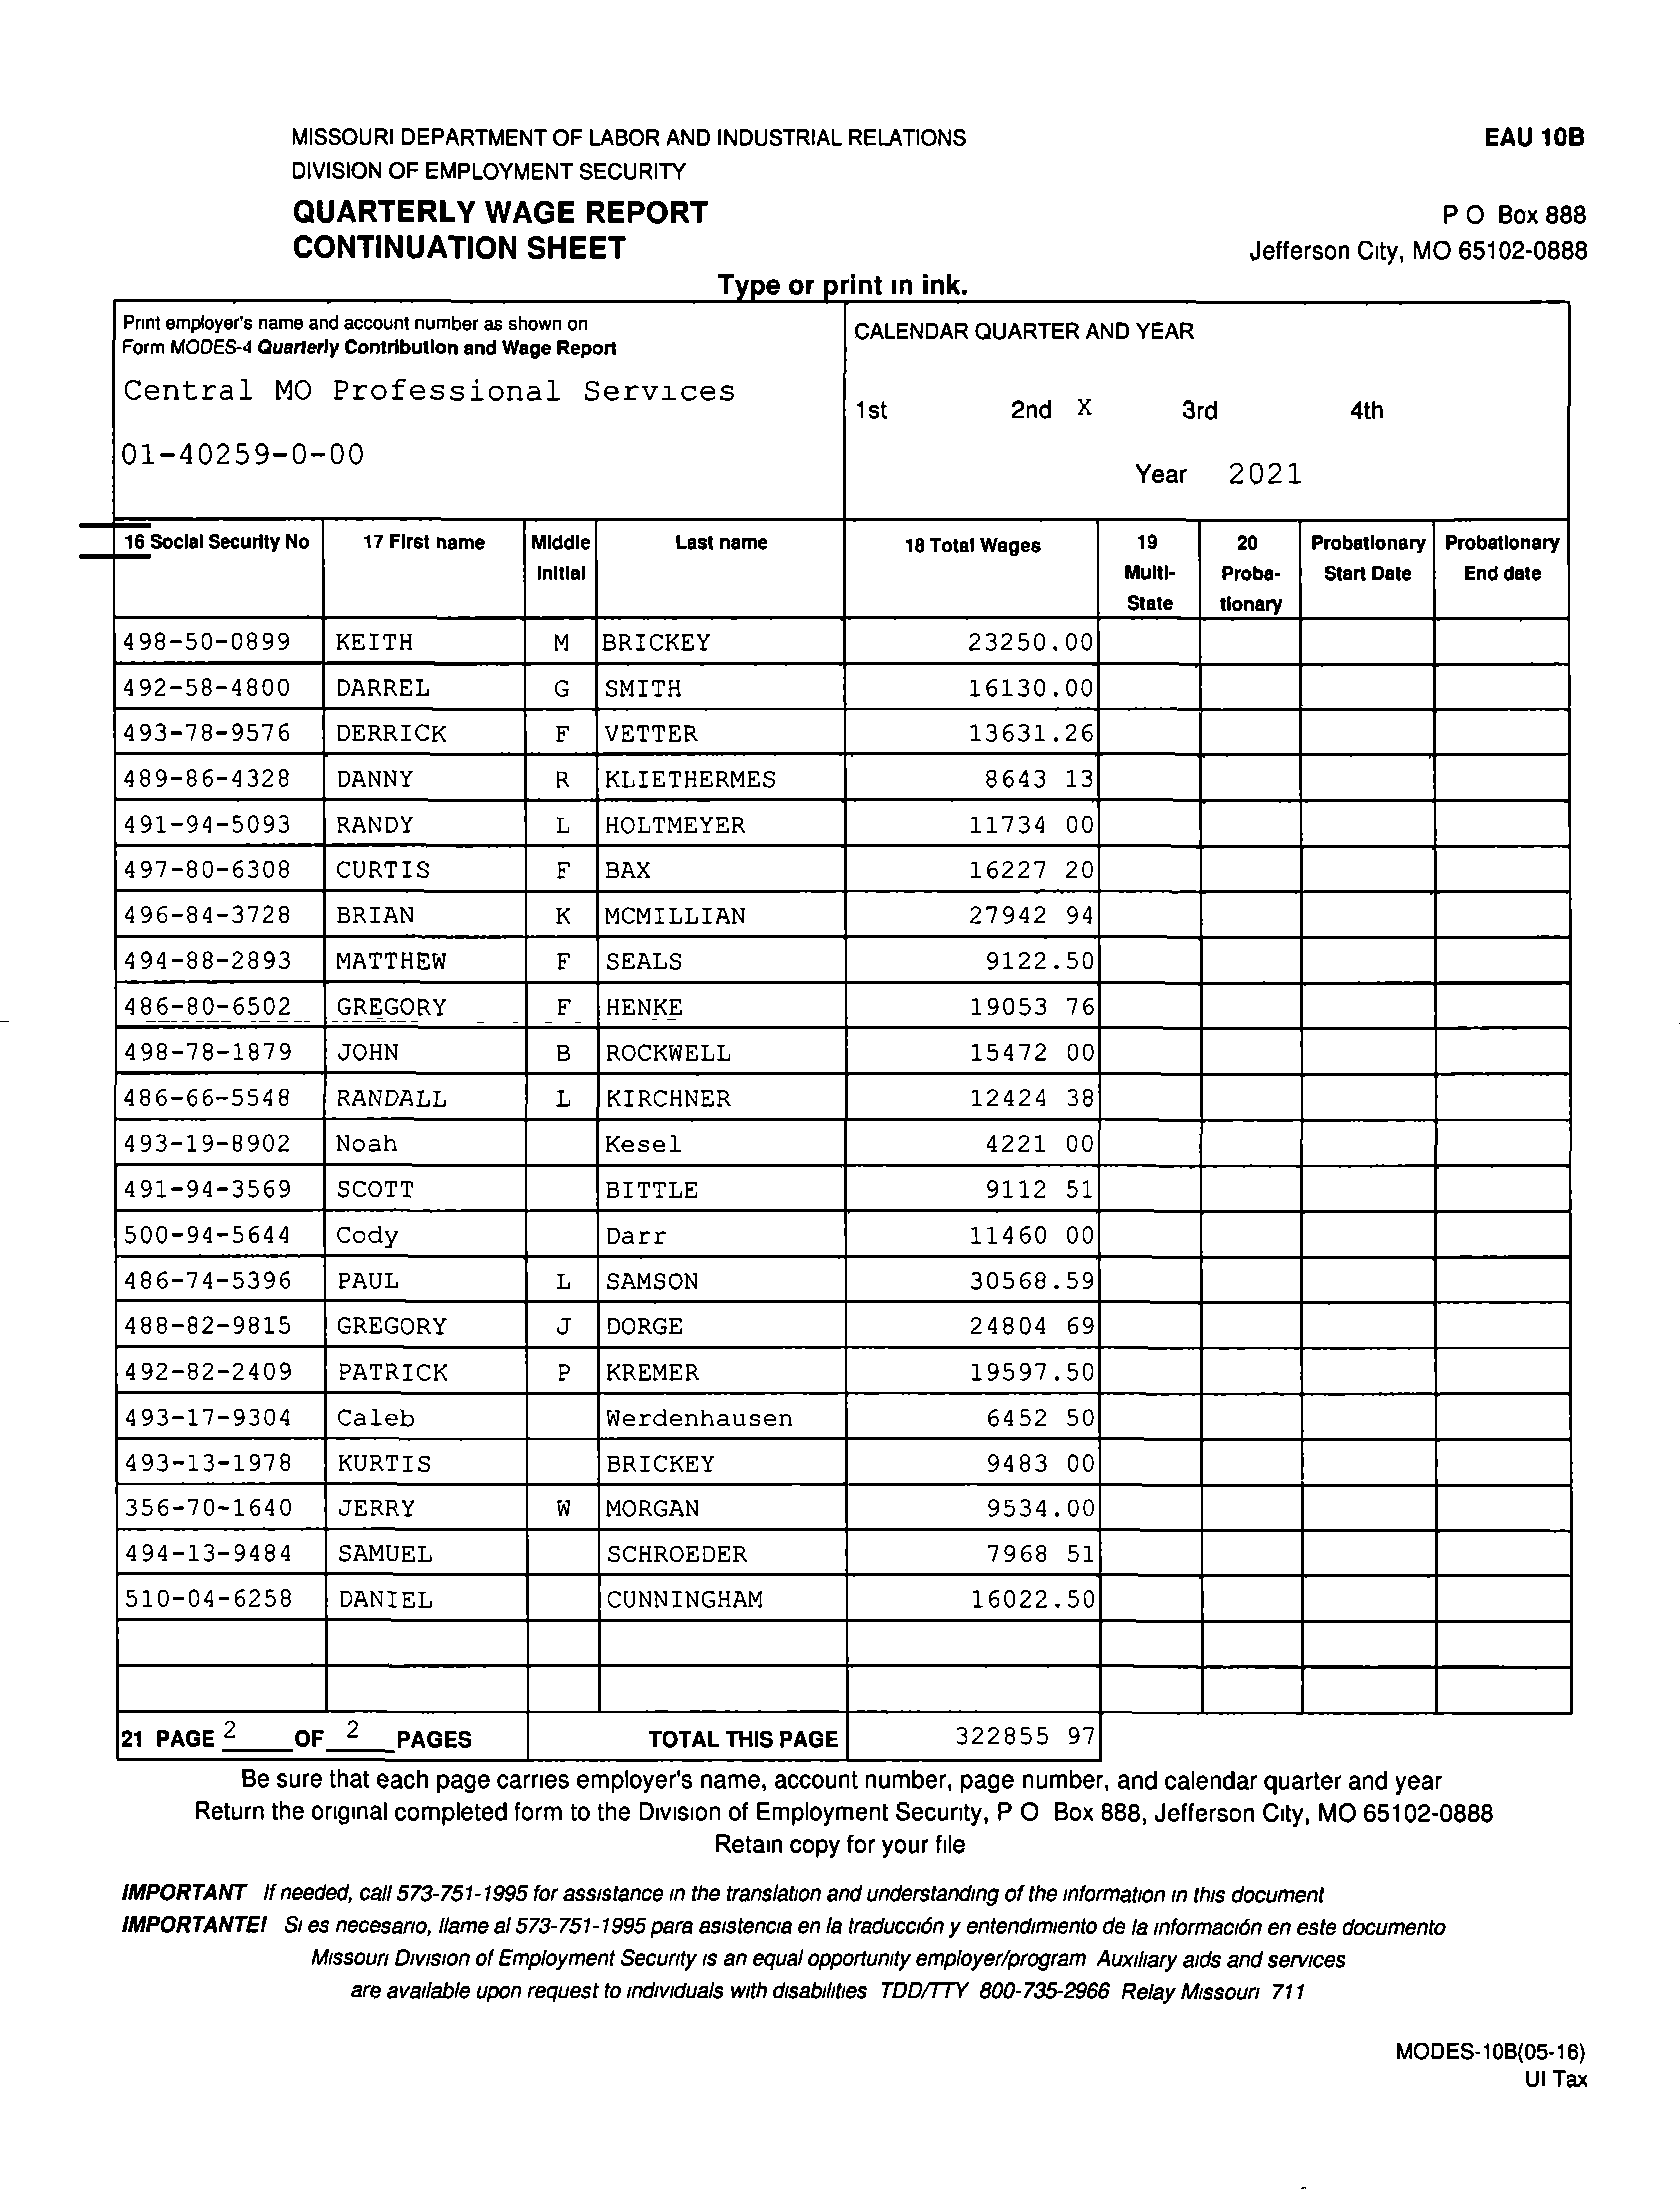 MISSOURI DEPARTMENT OF LABOR AND INDUSTRIAL RELATIONS EAU 10B
DIVISION OF EMPLOYMENT SECURITY
QUARTERLY WAGE REPORT P O Box 888
CONTINUATION SHEET Jefferson City, MO 65102-0888
Type or print in ink.
Print employer's name and account number as shown on
Form MODES-4 Quarterly Contribution and Wage Report
CALENDAR QUARTER AND YEAR
Central MO Professional Services
1st 2nd X 3rd 4th
01-40259-0-00
Year 2021
16 Social Security No 17 First name Middle Initial Last name 18 Total Wages 19 Multi-State 20 Proba-tionary Probationary Start Date Probationary End date
498-50-0899 KEITH M BRICKEY 23250.00
492-58-4800 DARREL G SMITH 16130.00
493-78-9576 DERRICK F VETTER 13631.26
489-86-4328 DANNY R KLIETHERMES 8643 13
491-94-5093 RANDY L HOLTMEYER 11734 00
497-80-6308 CURTIS F BAX 16227 20
496-84-3728 BRIAN K MCMILLIAN 27942 94
494-88-2893 MATTHEW F SEALS 9122.50
486-80-6502 GREGORY F HENKE 19053 76
498-78-1879 JOHN B ROCKWELL 15472 00
486-66-5548 RANDALL L KIRCHNER 12424 38
493-19-8902 Noah Kesel 4221 00
491-94-3569 SCOTT BITTLE 9112 51
500-94-5644 Cody Darr 11460 00
486-74-5396 PAUL L SAMSON 30568.59
488-82-9815 GREGORY J DORGE 24804 69
492-82-2409 PATRICK P KREMER 19597.50
493-17-9304 Caleb Werdenhausen 6452 50
493-13-1978 KURTIS BRICKEY 9483 00
356-70-1640 JERRY W MORGAN 9534.00
494-13-9484 SAMUEL SCHROEDER 7968 51
510-04-6258 DANIEL CUNNINGHAM 16022.50
21 PAGE 2 OF 2 PAGES TOTAL THIS PAGE 322855 97
Be sure that each page carries employer's name, account number, page number, and calendar quarter and year
Return the original completed form to the Division of Employment Security, P O Box 888, Jefferson City, MO 65102-0888
Retain copy for your file
IMPORTANT If needed, call 573-751-1995 for assistance in the translation and understanding of the information in this document
IMPORTANTE! Si es necesario, llame al 573-751-1995 para asistencia en la traducción y entendimiento de la información en este documento
Missouri Division of Employment Security is an equal opportunity employer/program Auxiliary aids and services
are available upon request to individuals with disabilities TDD/TTY 800-735-2966 Relay Missouri 711
MODES-10B(05-16)
UI Tax